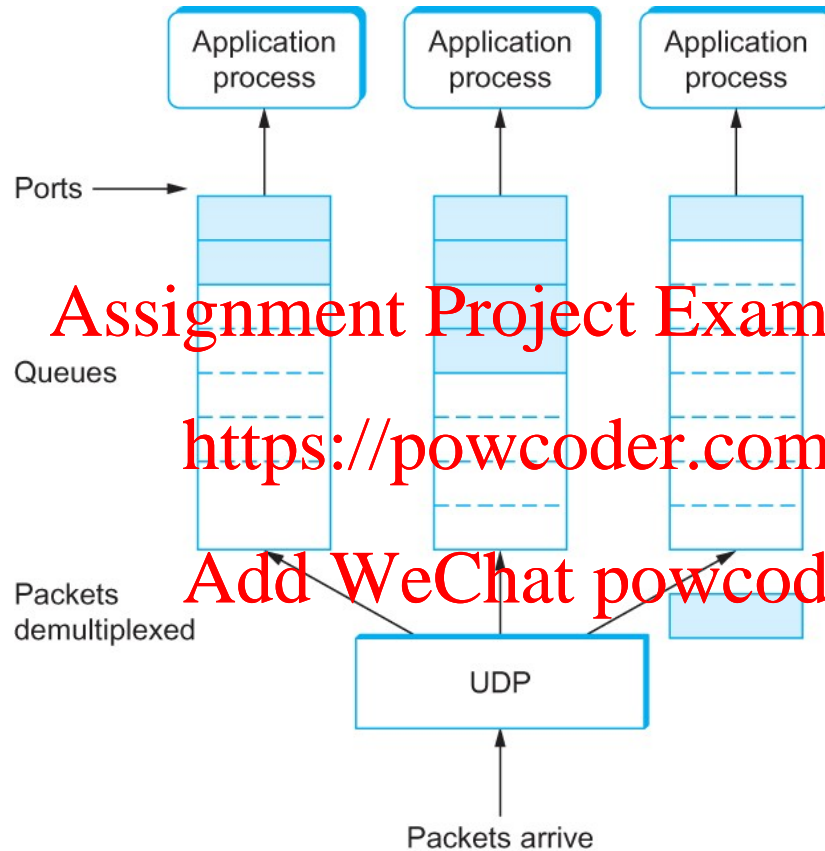 Application process
Application process
Application process
Ports
Assignment Project Exam
Queues
https://powcoder.com
Add WeChat powcod
Packets
demultiplexed
UDP
Packets arrive